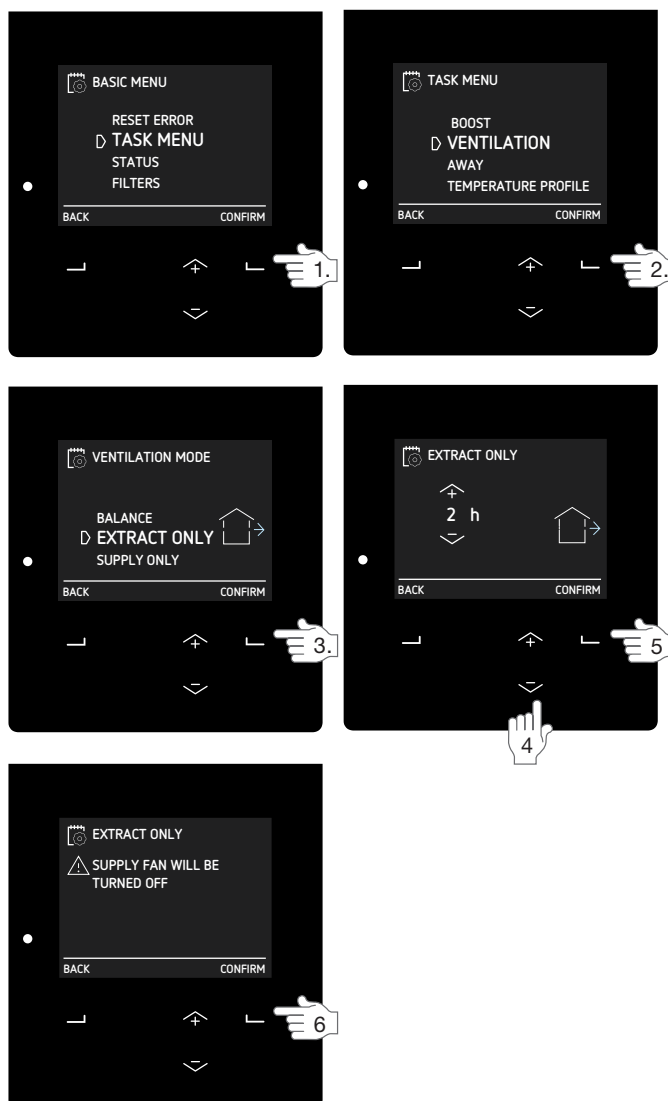 BASIC MENU
RESET ERROR
TASK MENU
STATUS
FILTERS
BACK CONFIRM
1.
TASK MENU
BOOST
VENTILATION
AWAY
TEMPERATURE PROFILE
BACK CONFIRM
2.
VENTILATION MODE
BALANCE
EXTRACT ONLY
SUPPLY ONLY
BACK CONFIRM
3.
EXTRACT ONLY
2 h
BACK CONFIRM
5
4
EXTRACT ONLY
SUPPLY FAN WILL BE
TURNED OFF
BACK CONFIRM
6